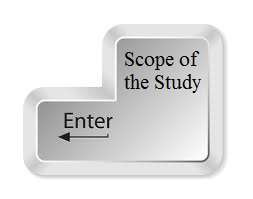 Scope of
the Study
Enter